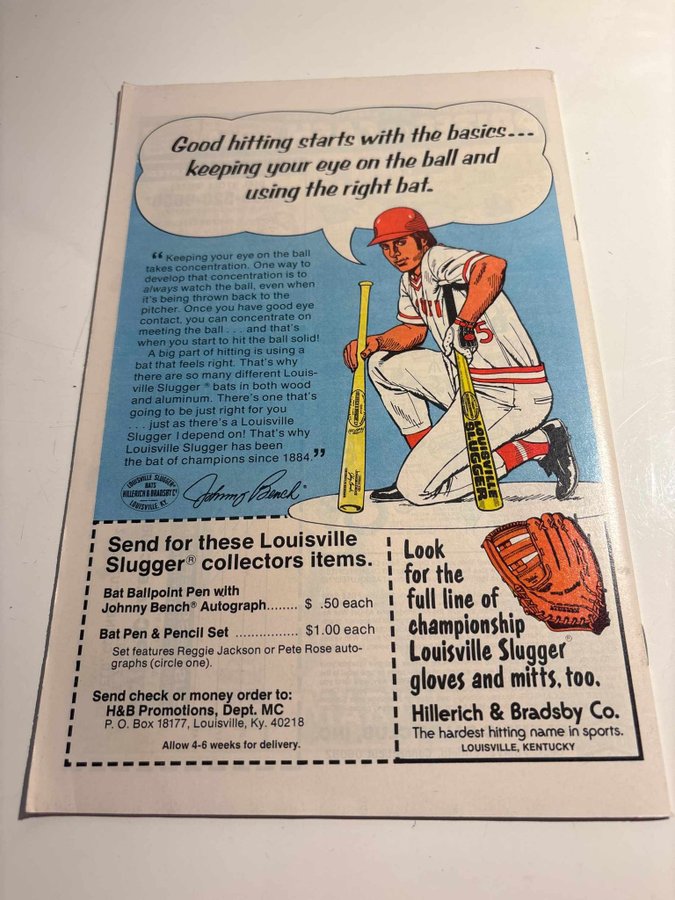 Good hitting starts with the basics...
keeping your eye on the ball and
using the right bat.
“ Keeping your eye on the ball
takes concentration. One way to
develop that concentration is to
always watch the ball, even when
it's being thrown back to the
pitcher. Once you have good eye
contact, you can concentrate on
meeting the ball . . . and that's
when you start to hit the ball solid!
A big part of hitting is using a
bat that feels right. That's why
there are so many different Louis-
ville Slugger ® bats in both wood
and aluminum. There's one that's
going to be just right for you
. . . just as there's a Louisville
Slugger I depend on! That's why
Louisville Slugger has been
the bat of champions since 1884.”
LOUISVILLE SLUGGER
BATS
HILLERICH & BRADSBY Cº
LOUISVILLE, KY.
Johnny Bench
5
LOUISVILLE
SLUGGER
Send for these Louisville
Slugger® collectors items.
Bat Ballpoint Pen with
Johnny Bench® Autograph....... $ .50 each
Bat Pen & Pencil Set ............... $1.00 each
Set features Reggie Jackson or Pete Rose auto-
graphs (circle one).
Send check or money order to:
H&B Promotions, Dept. MC
P. O. Box 18177, Louisville, Ky. 40218
Allow 4-6 weeks for delivery.
Look
for the
full line of
championship
Louisville Slugger®
gloves and mitts, too.
Hillerich & Bradsby Co.
The hardest hitting name in sports.
LOUISVILLE, KENTUCKY